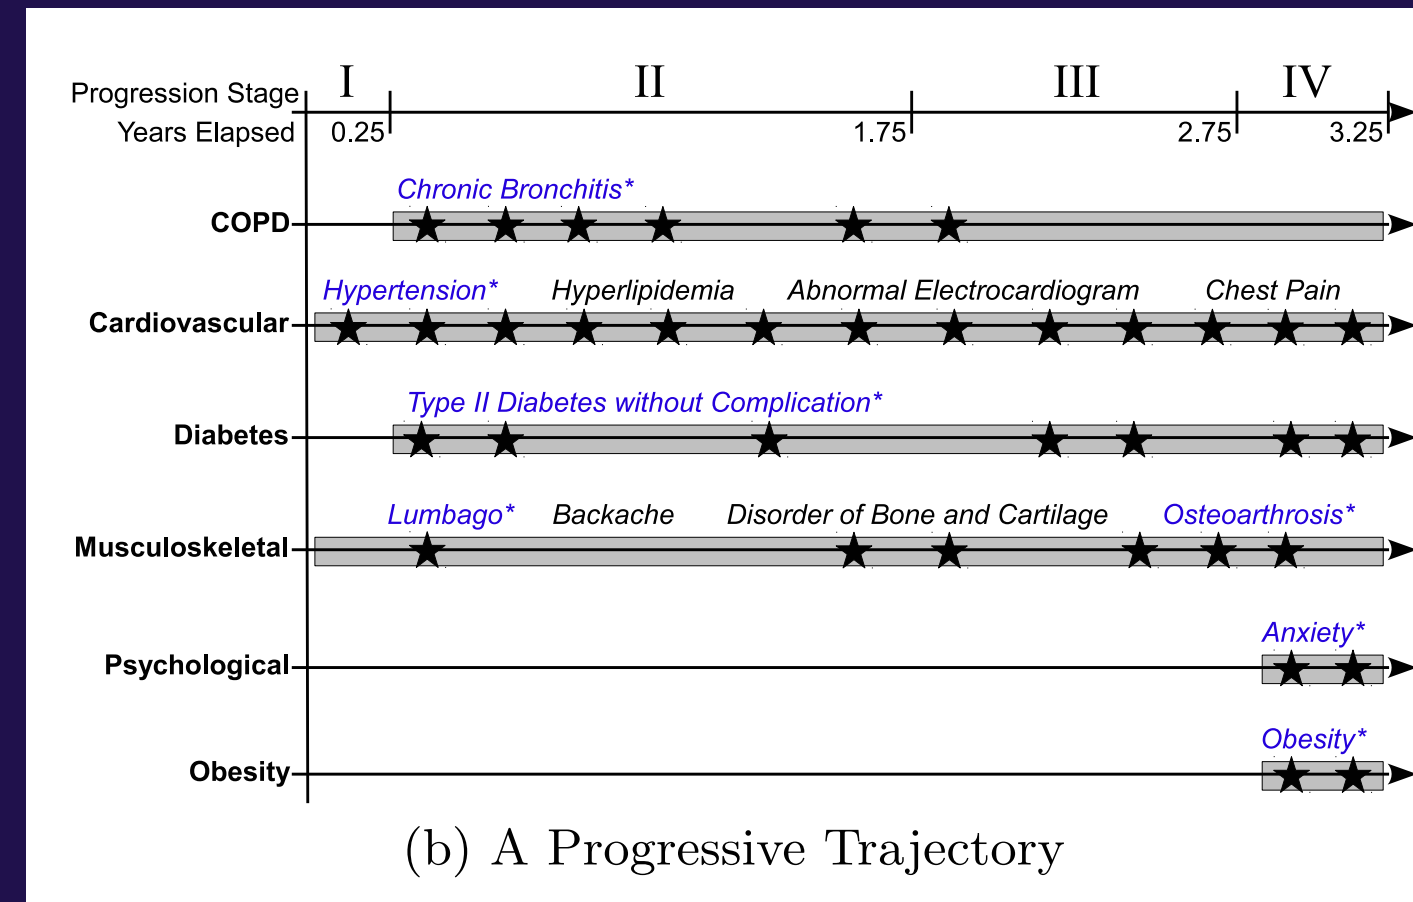 Progression Stage I II III IV
Years Elapsed 0.25 1.75 2.75 3.25
Chronic Bronchitis*
COPD
Hypertension* Hyperlipidemia Abnormal Electrocardiogram Chest Pain
Cardiovascular
Type II Diabetes without Complication*
Diabetes
Lumbago* Backache Disorder of Bone and Cartilage Osteoarthrosis*
Musculoskeletal
Anxiety*
Psychological
Obesity*
Obesity
(b) A Progressive Trajectory